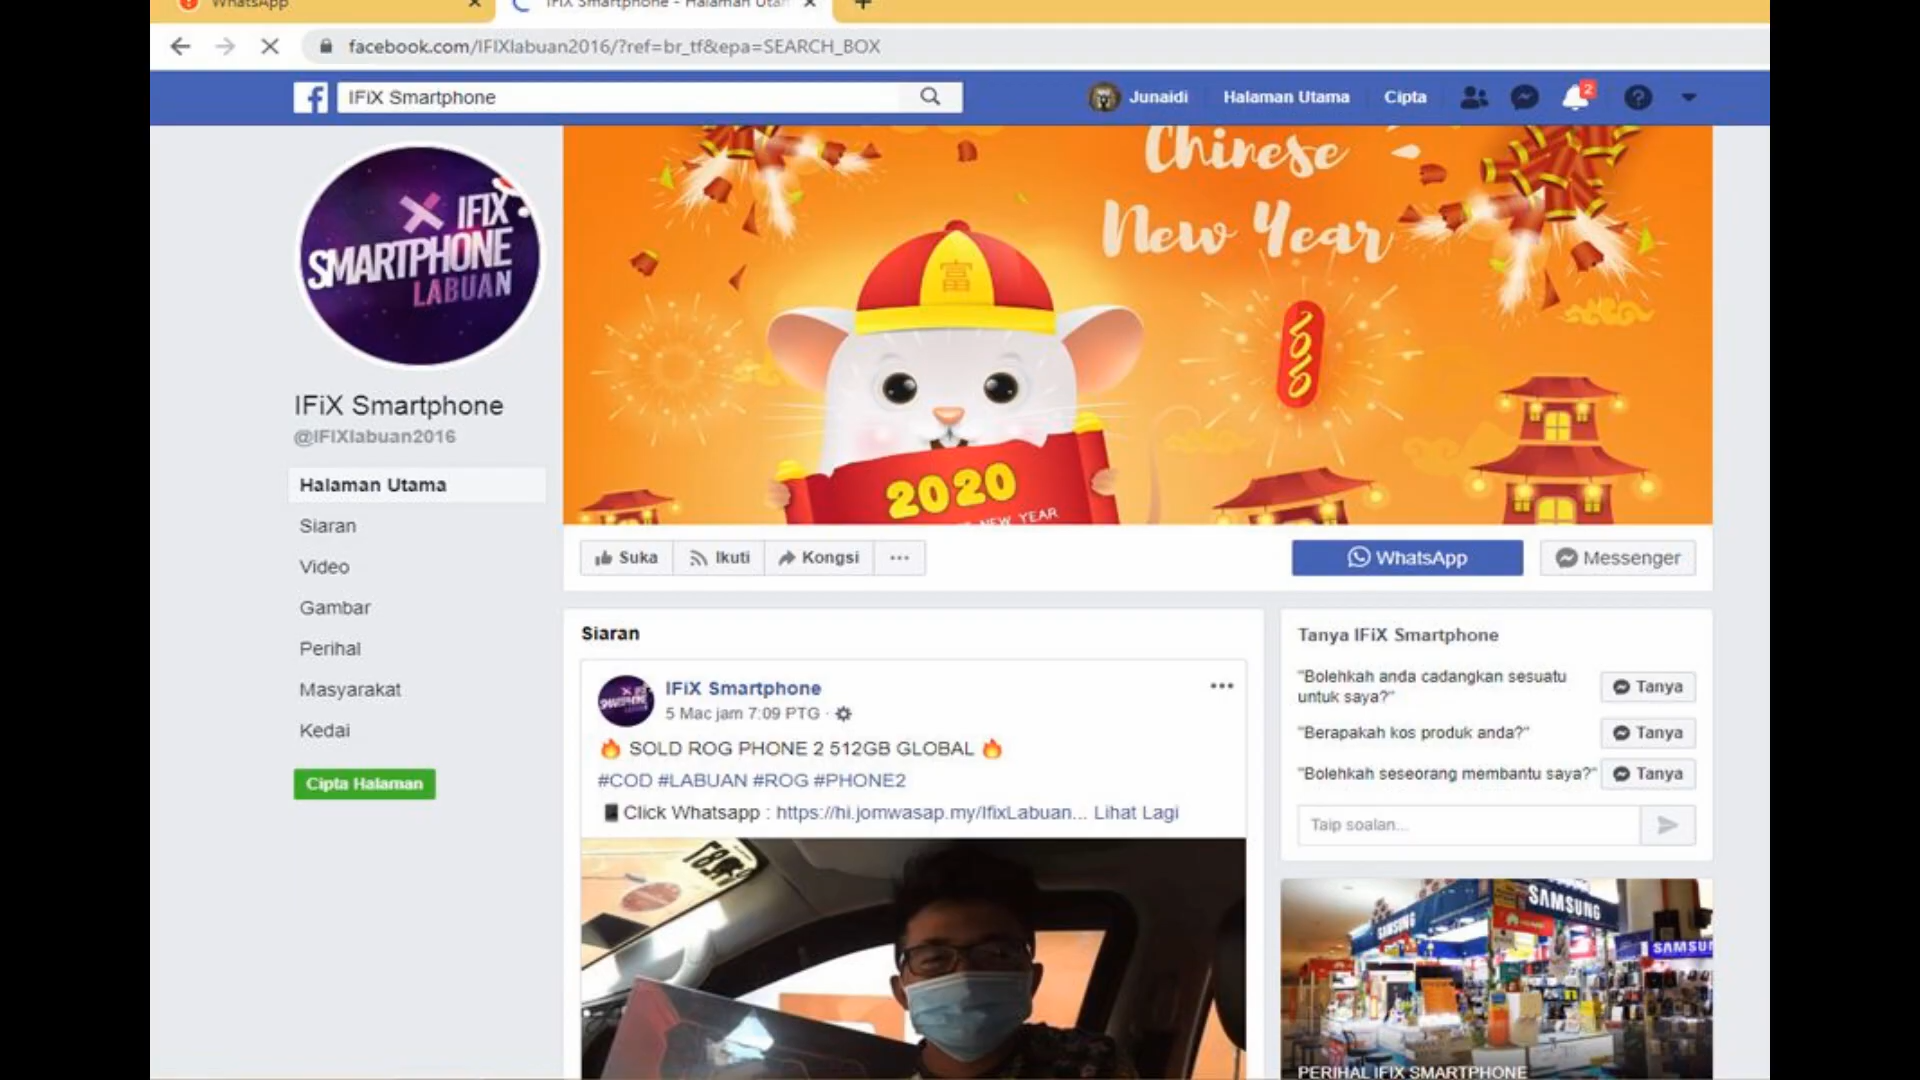 WhatsApp
IFiX Smartphone - Halaman Utam
facebook.com/IFIXlabuan2016/?ref=br_tf&epa=SEARCH_BOX
IFiX Smartphone
Junaidi
Halaman Utama
Cipta
2
IFIX
SMARTPHONE
LABUAN
Chinese
New Year
富
2020
NEW YEAR
IFiX Smartphone
@IFIXlabuan2016
Halaman Utama
Siaran
Video
Gambar
Perihal
Masyarakat
Kedai
Cipta Halaman
Suka
Ikuti
Kongsi
WhatsApp
Messenger
Siaran
IFiX Smartphone
5 Mac jam 7:09 PTG ·
SOLD ROG PHONE 2 512GB GLOBAL
#COD #LABUAN #ROG #PHONE2
Click Whatsapp : https://hi.jomwasap.my/IfixLabuan... Lihat Lagi
Tanya IFiX Smartphone
"Bolehkah anda cadangkan sesuatu
untuk saya?"
Tanya
"Berapakah kos produk anda?"
Tanya
"Bolehkah seseorang membantu saya?"
Tanya
Taip soalan...
SAMSUNG
SAMSUNG
SAMSU
PERIHAL IFIX SMARTPHONE